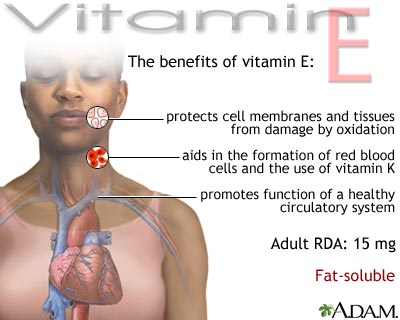 Vitamin E
The benefits of vitamin E:
protects cell membranes and tissues
from damage by oxidation
aids in the formation of red blood
cells and the use of vitamin K
promotes function of a healthy
circulatory system
Adult RDA: 15 mg
Fat-soluble
ADAM.